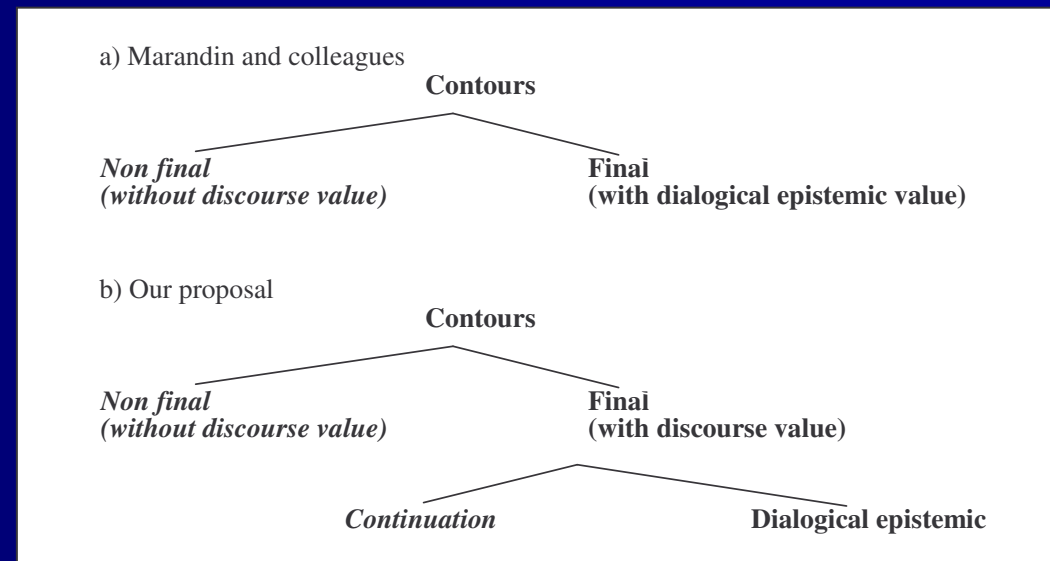 a) Marandin and colleagues
Contours
Non final Final
(without discourse value) (with dialogical epistemic value)
b) Our proposal
Contours
Non final Final
(without discourse value) (with discourse value)
Continuation Dialogical epistemic